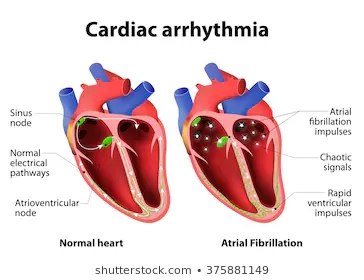 Cardiac arrhythmia
Sinus
node
Normal
electrical
pathways
Atrioventricular
node
Atrial
fibrillation
impulses
Chaotic
signals
Rapid
ventricular
impulses
Normal heart
Atrial Fibrillation
shutterstock.com • 375881149